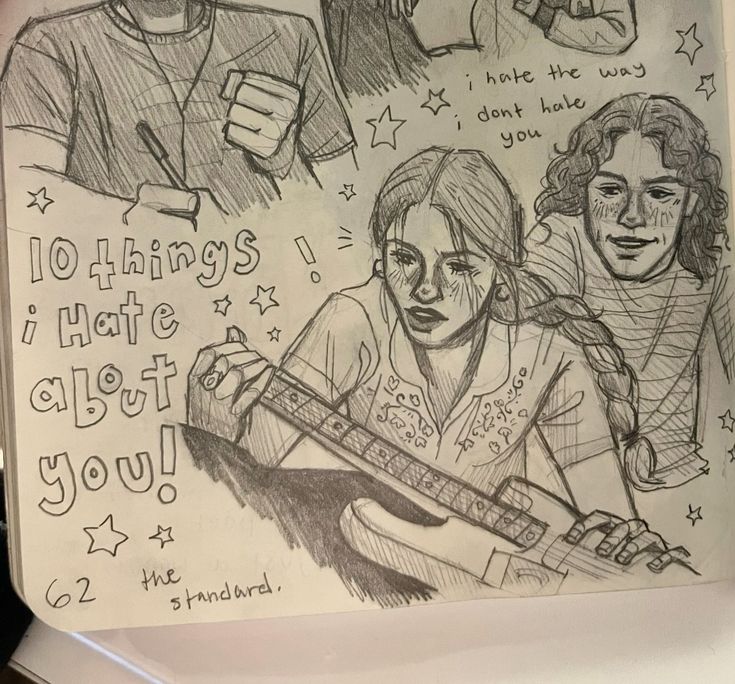 i hate the way
i dont hate
you
10 things !
i Hate
about
you!
62
the
standard.